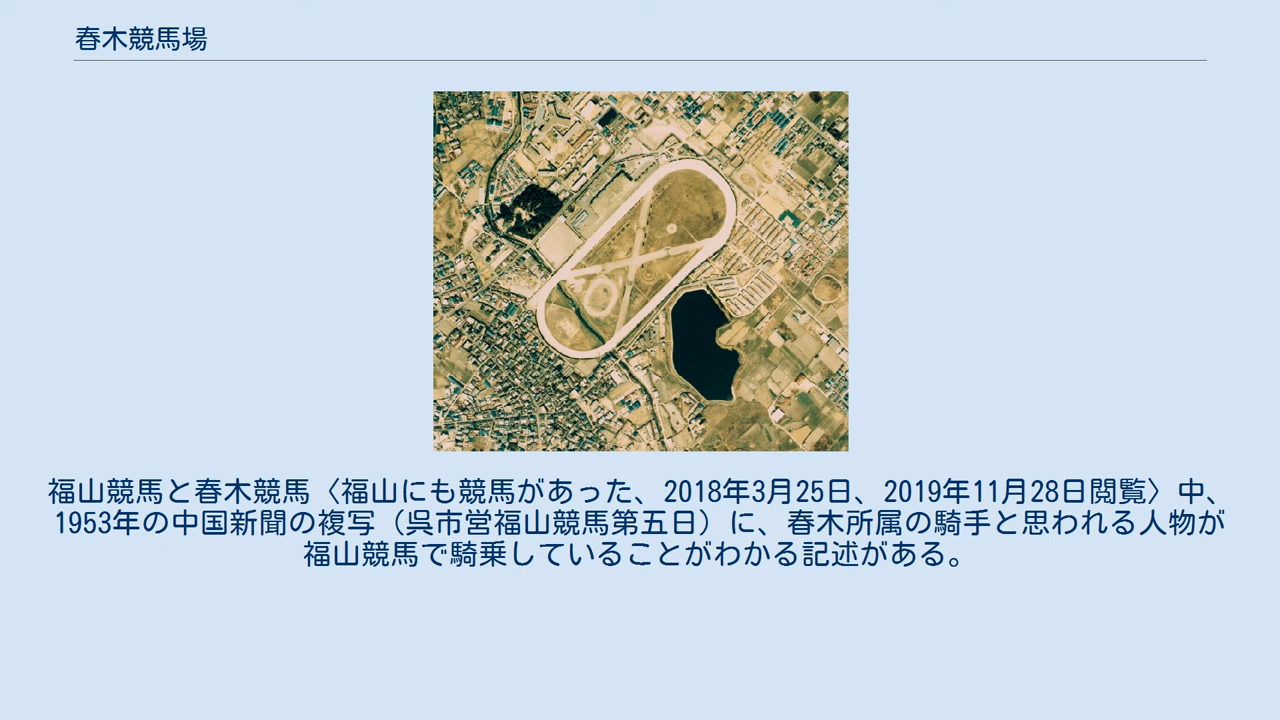 春木競馬場
福山競馬と春木競馬〈福山にも競馬があった、2018年3月25日、2019年11月28日閲覧〉中、
1953年の中国新聞の複写（呉市営福山競馬第五日）に、春木所属の騎手と思われる人物が
福山競馬で騎乗していることがわかる記述がある。